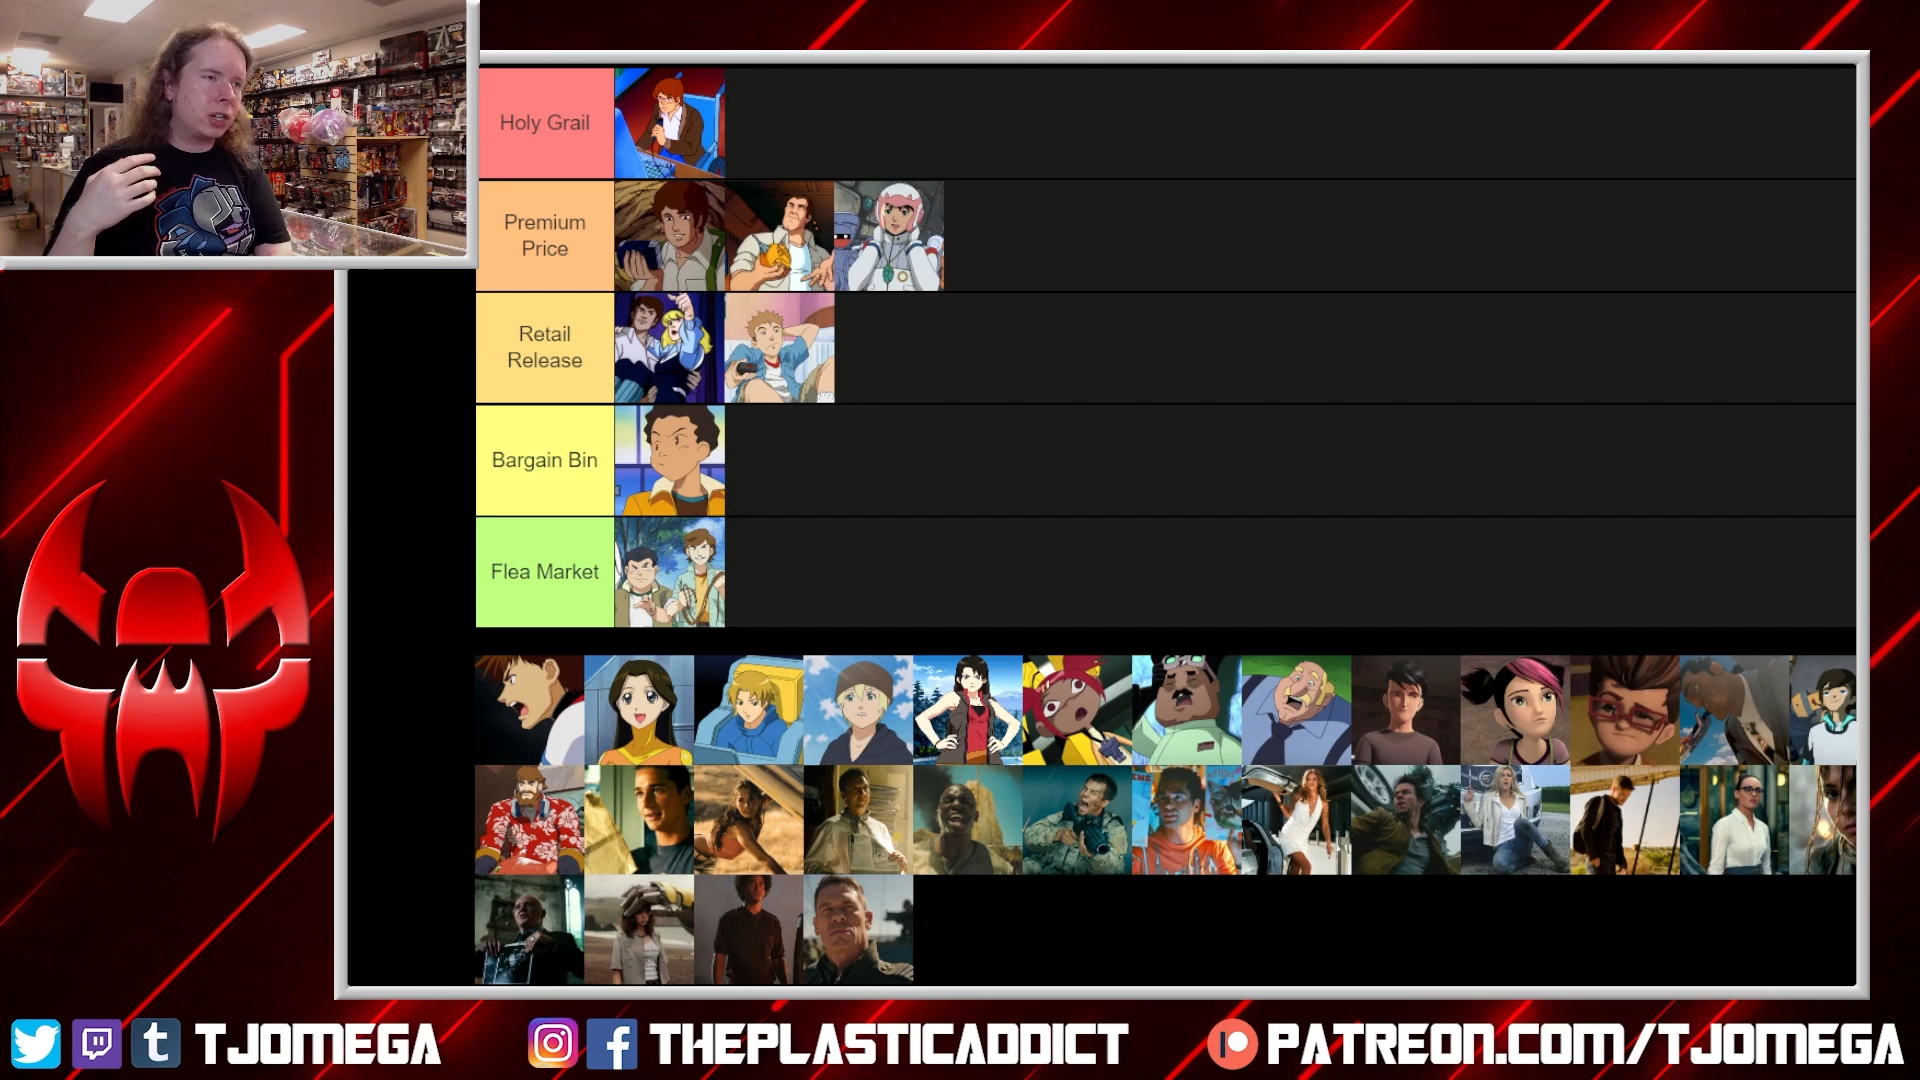 Holy Grail
Premium
Price
Retail
Release
Bargain Bin
Flea Market
TJOMEGA
THEPLASTICADDICT
PATREON.COM/TJOMEGA